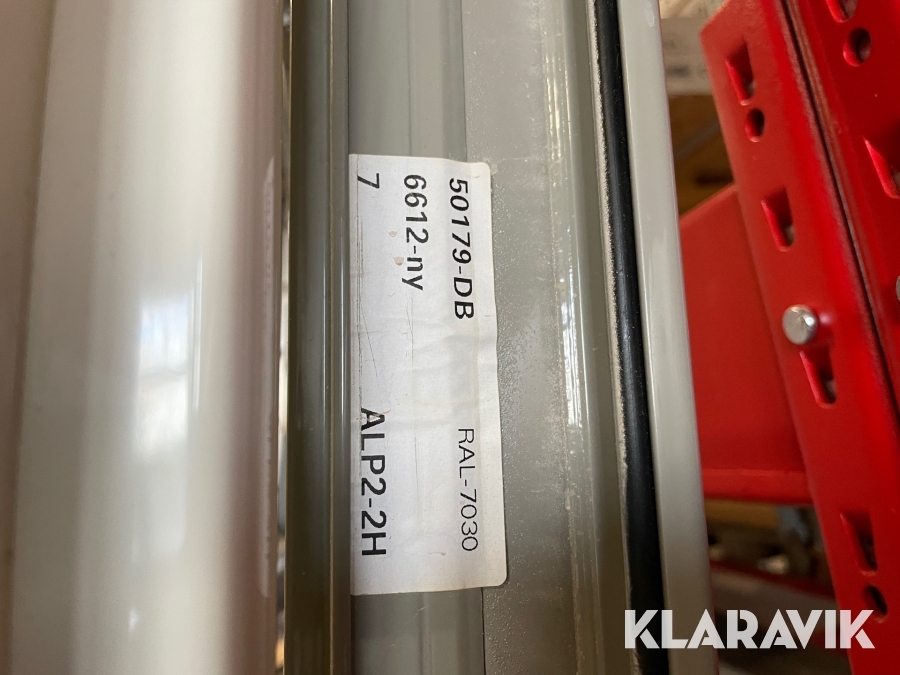 50179-DB RAL-7030
6612-ny
7 ALP2-2H
KLARAVIK